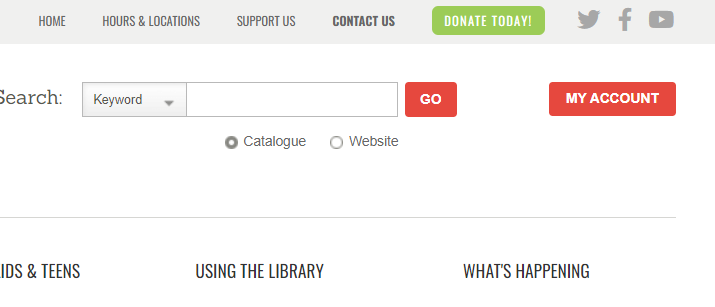 HOME HOURS & LOCATIONS SUPPORT US CONTACT US DONATE TODAY!
Search: Keyword GO MY ACCOUNT
Catalogue Website
IDS & TEENS USING THE LIBRARY WHAT'S HAPPENING